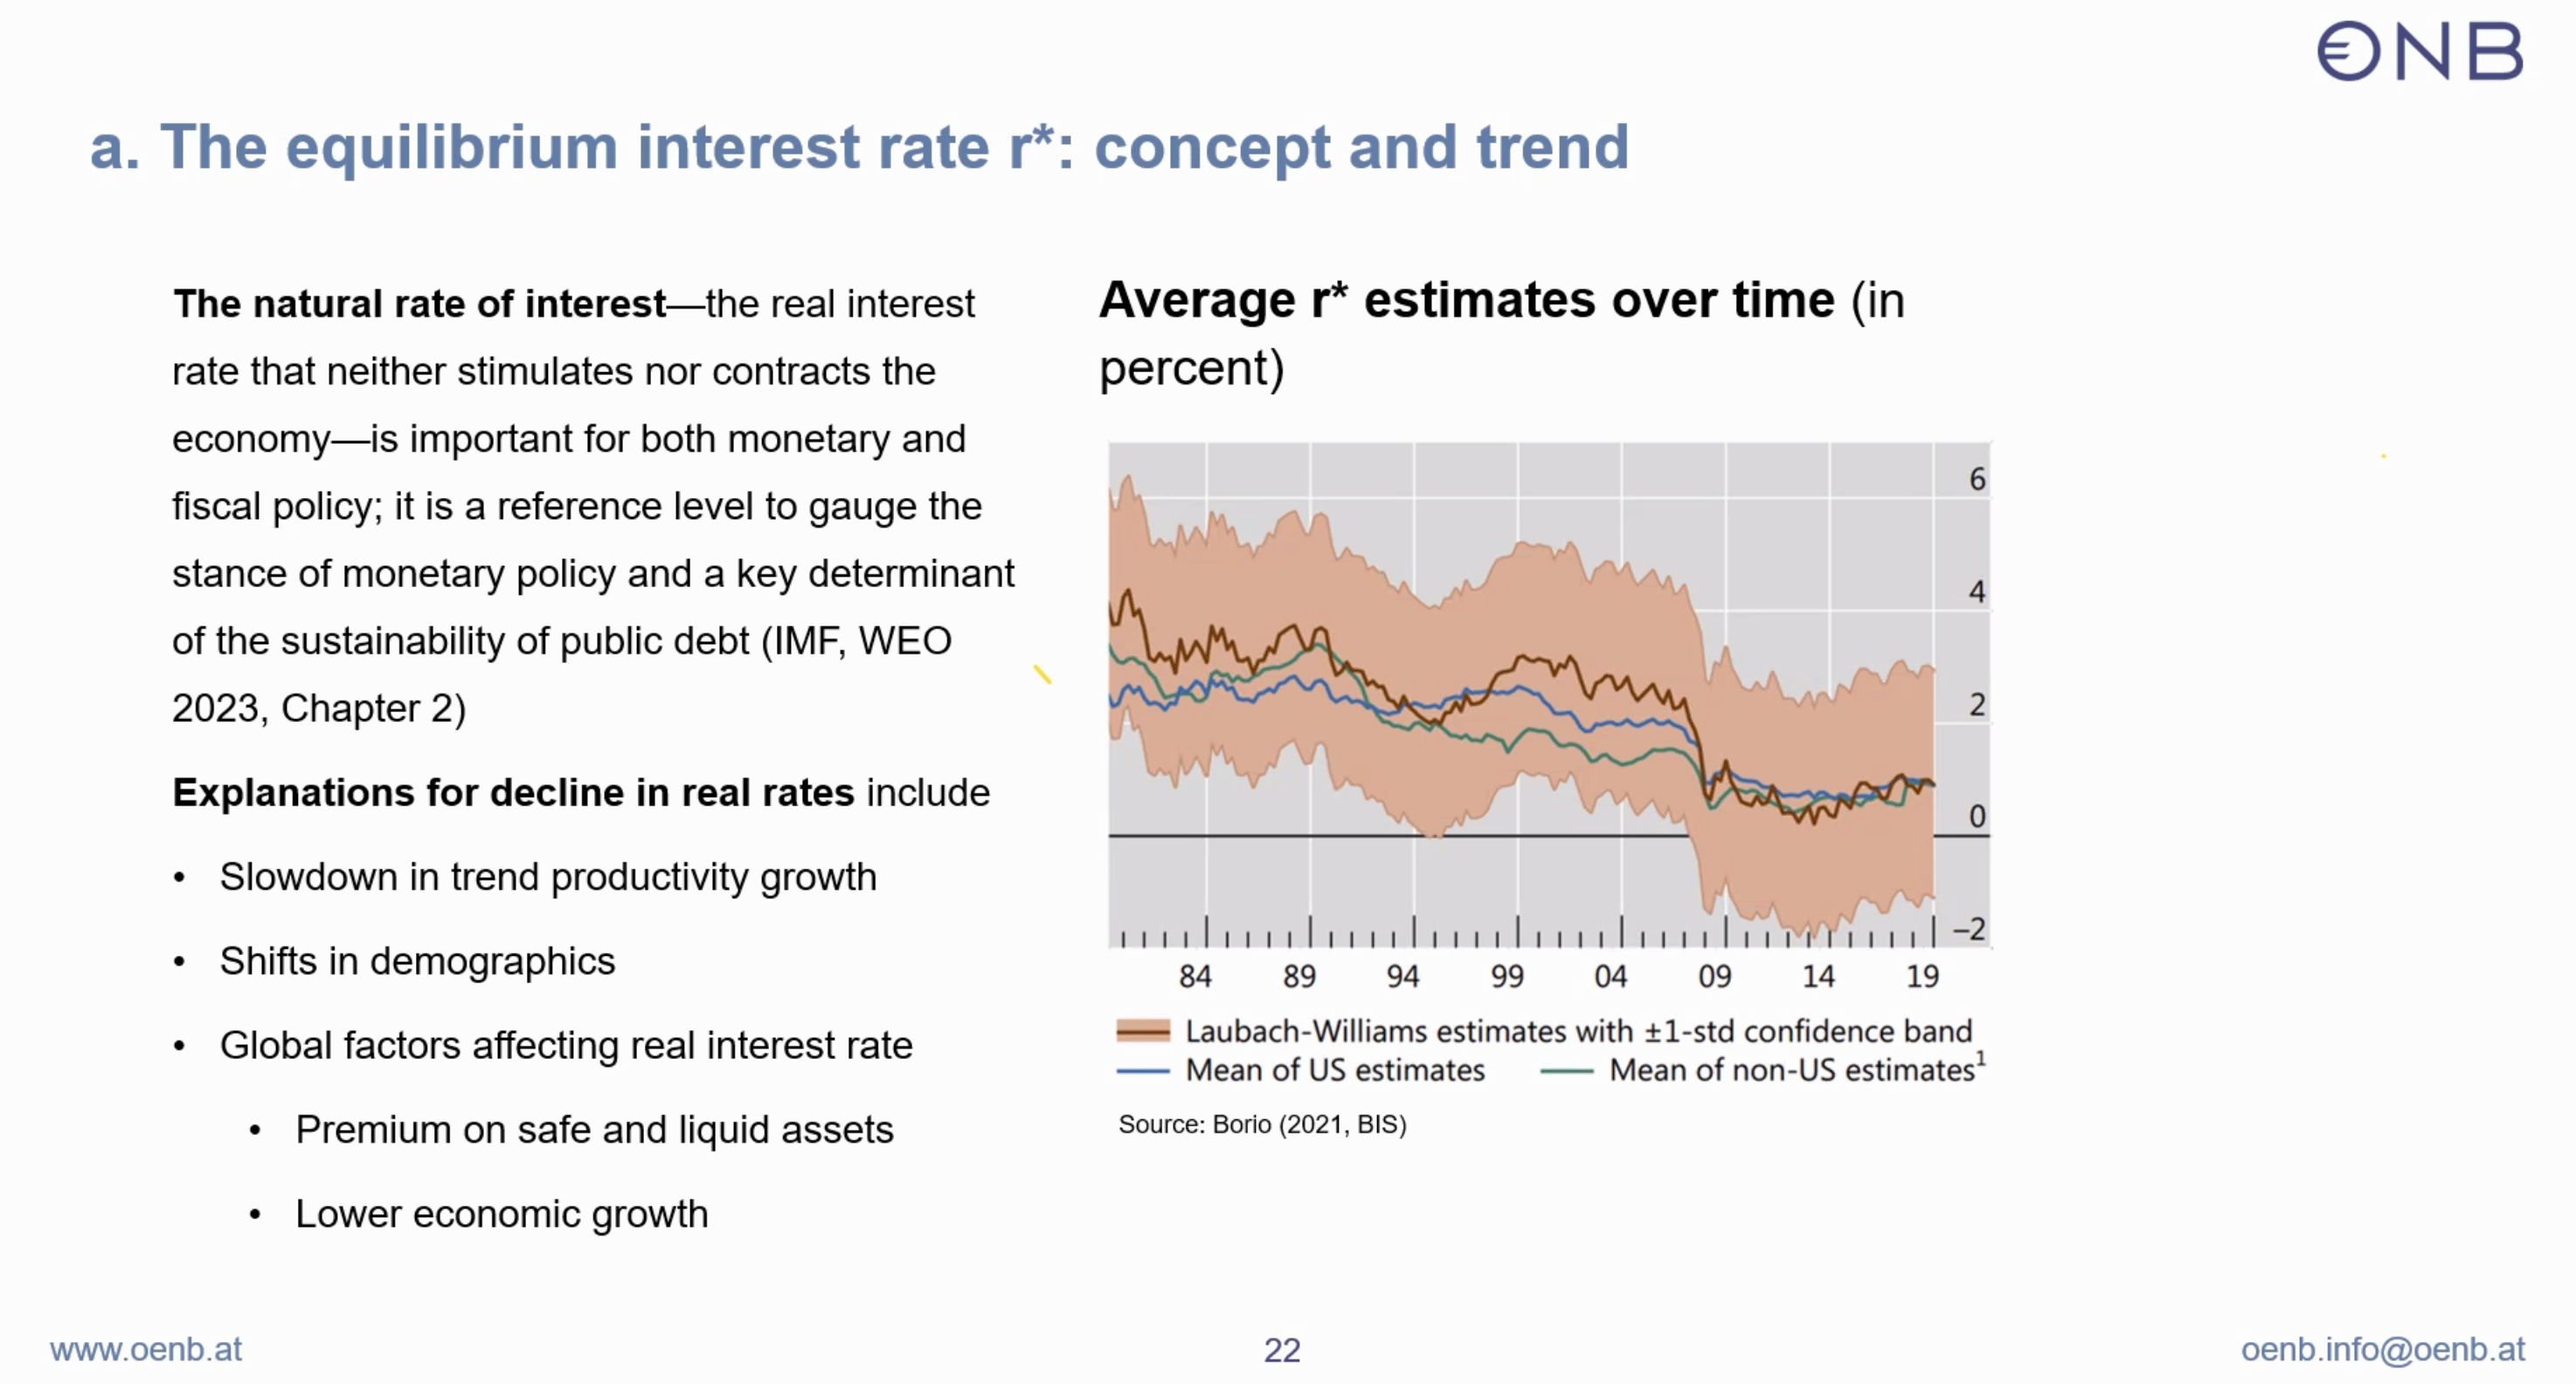 ONB
a. The equilibrium interest rate r*: concept and trend
The natural rate of interest—the real interest
rate that neither stimulates nor contracts the
economy—is important for both monetary and
fiscal policy; it is a reference level to gauge the
stance of monetary policy and a key determinant
of the sustainability of public debt (IMF, WEO
2023, Chapter 2)
Explanations for decline in real rates include
• Slowdown in trend productivity growth
• Shifts in demographics
• Global factors affecting real interest rate
• Premium on safe and liquid assets
• Lower economic growth
Average r* estimates over time (in
percent)
6
4
2
0
–2
84 89 94 99 04 09 14 19
Laubach-Williams estimates with ±1-std confidence band
Mean of US estimates Mean of non-US estimates¹
Source: Borio (2021, BIS)
www.oenb.at 22 oenb.info@oenb.at